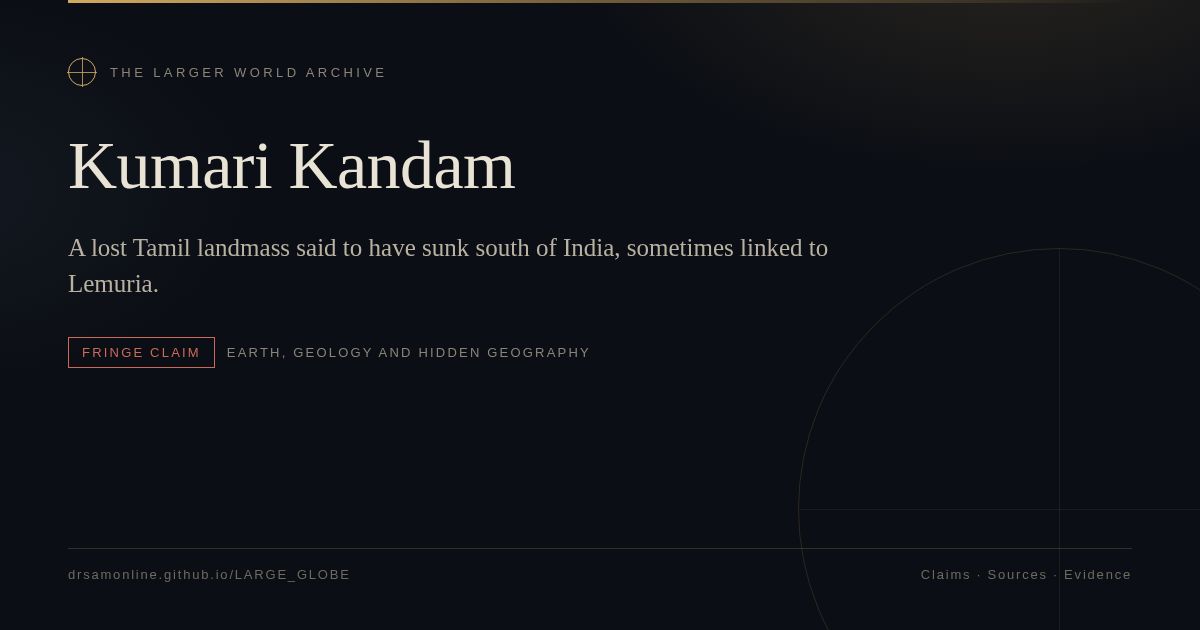 THE LARGER WORLD ARCHIVE
Kumari Kandam
A lost Tamil landmass said to have sunk south of India, sometimes linked to
Lemuria.
FRINGE CLAIM EARTH, GEOLOGY AND HIDDEN GEOGRAPHY
drsamonline.github.io/LARGE_GLOBE Claims · Sources · Evidence